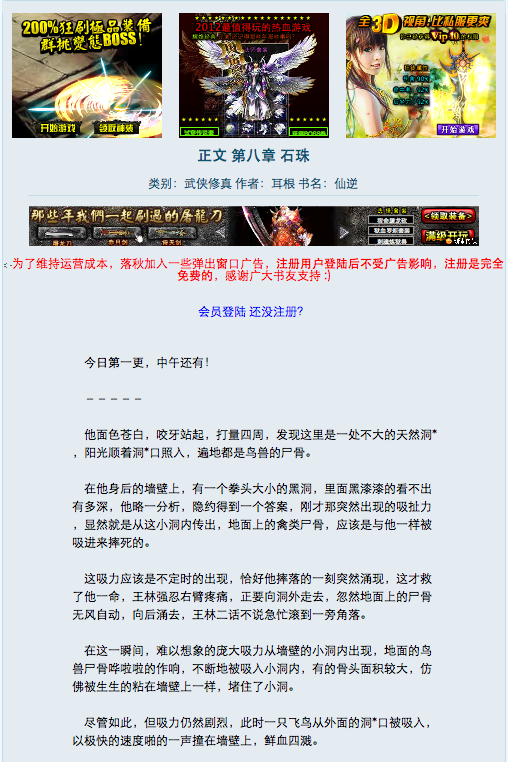 200%狂刷極品装備
群挑變態BOSS!
开始游戏 领取神装
2012最值得玩的热血游戏
全3D视角,比私服更爽
Vip10
开始游戏
正文 第八章 石珠
类别：武侠修真 作者：耳根 书名：仙逆
那些年我們一起刷過的屠龍刀
<领取装备>
满级开玩
为了维持运营成本，落秋加入一些弹出窗口广告，注册用户登陆后不受广告影响，注册是完全
免费的，感谢广大书友支持 :)
会员登陆 还没注册?
今日第一更，中午还有！
－－－－－
他面色苍白，咬牙站起，打量四周，发现这里是一处不大的天然洞*
，阳光顺着洞*口照入，遍地都是鸟兽的尸骨。
在他身后的墙壁上，有一个拳头大小的黑洞，里面黑漆漆的看不出
有多深，他略一分析，隐约得到一个答案，刚才那突然出现的吸扯力
，显然就是从这小洞内传出，地面上的禽类尸骨，应该是与他一样被
吸进来摔死的。
这吸力应该是不定时的出现，恰好他摔落的一刻突然涌现，这才救
了他一命，王林强忍右臂疼痛，正要向洞外走去，忽然地面上的尸骨
无风自动，向后涌去，王林二话不说急忙滚到一旁角落。
在这一瞬间，难以想象的庞大吸力从墙壁的小洞内出现，地面的鸟
兽尸骨哗啦啦的作响，不断地被吸入小洞内，有的骨头面积较大，仿
佛被生生的粘在墙壁上一样，堵住了小洞。
尽管如此，但吸力仍然剧烈，此时一只飞鸟从外面的洞*口被吸入，
以极快的速度啪的一声撞在墙壁上，鲜血四溅。